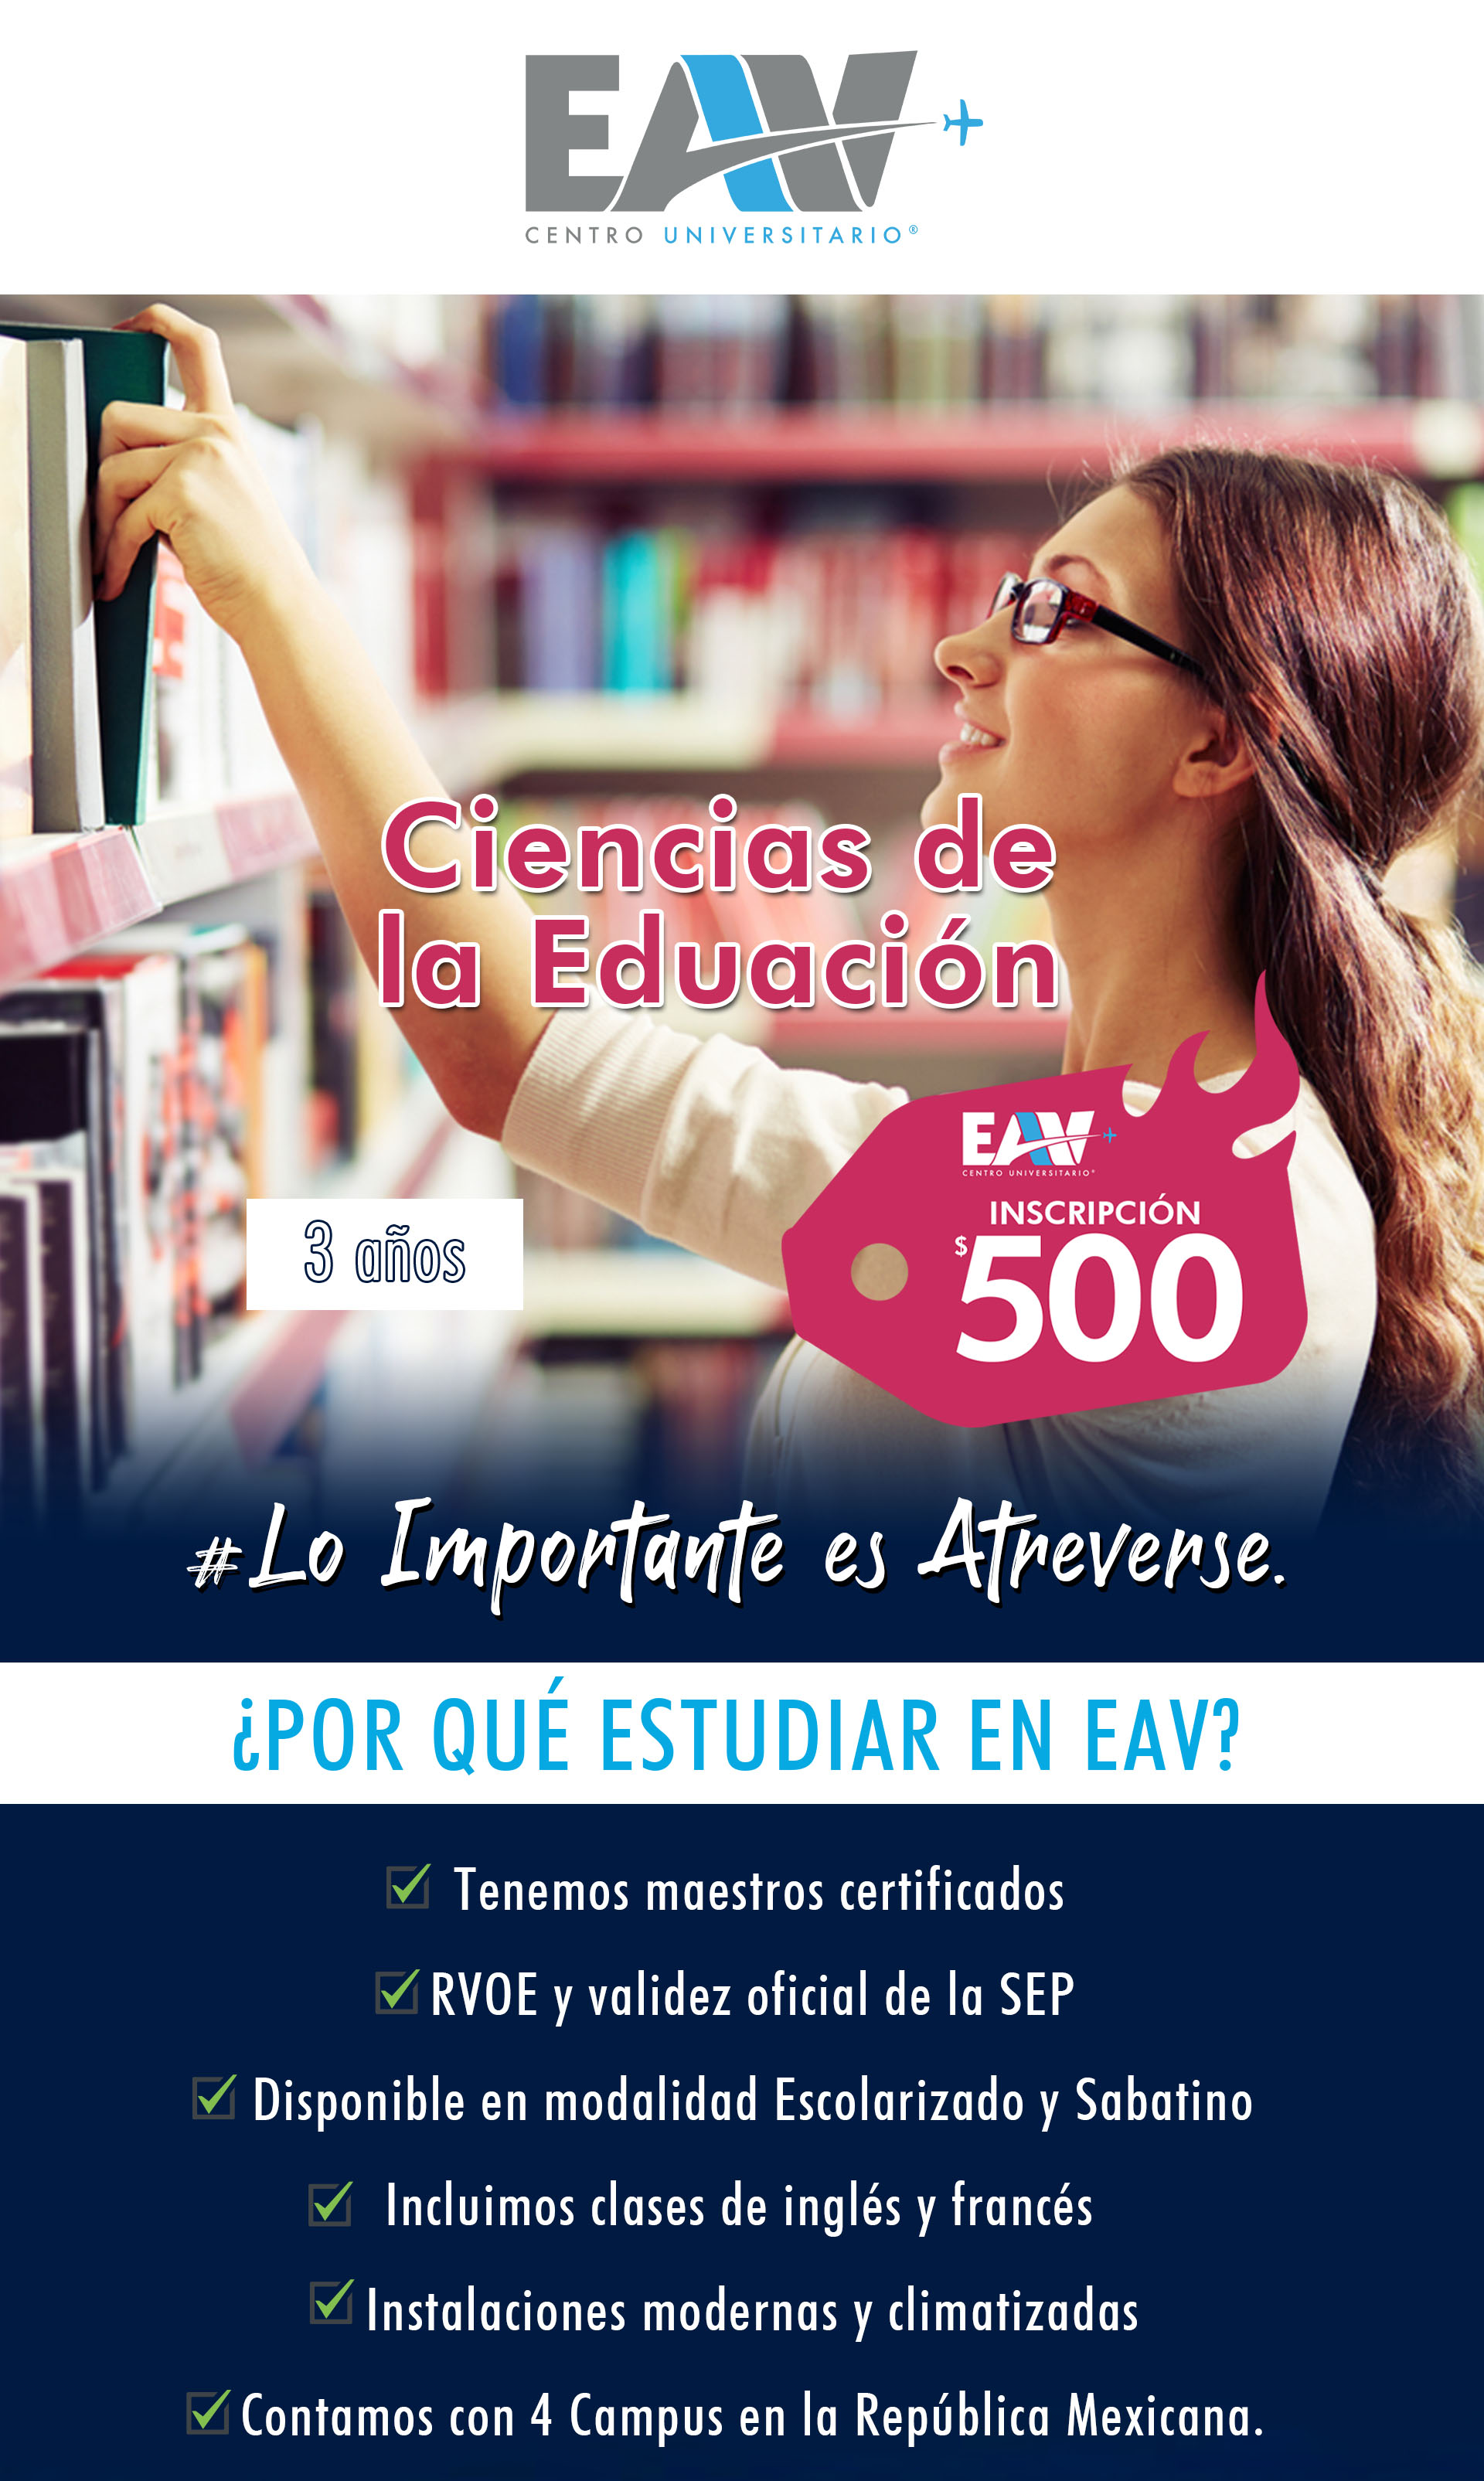 EAV
CENTRO UNIVERSITARIO®
Ciencias de
la Eduación
EAV
CENTRO UNIVERSITARIO®
INSCRIPCIÓN
$500
3 años
#Lo Importante es Atreverse.
¿POR QUÉ ESTUDIAR EN EAV?
Tenemos maestros certificados
RVOE y validez oficial de la SEP
Disponible en modalidad Escolarizado y Sabatino
Incluimos clases de inglés y francés
Instalaciones modernas y climatizadas
Contamos con 4 Campus en la República Mexicana.